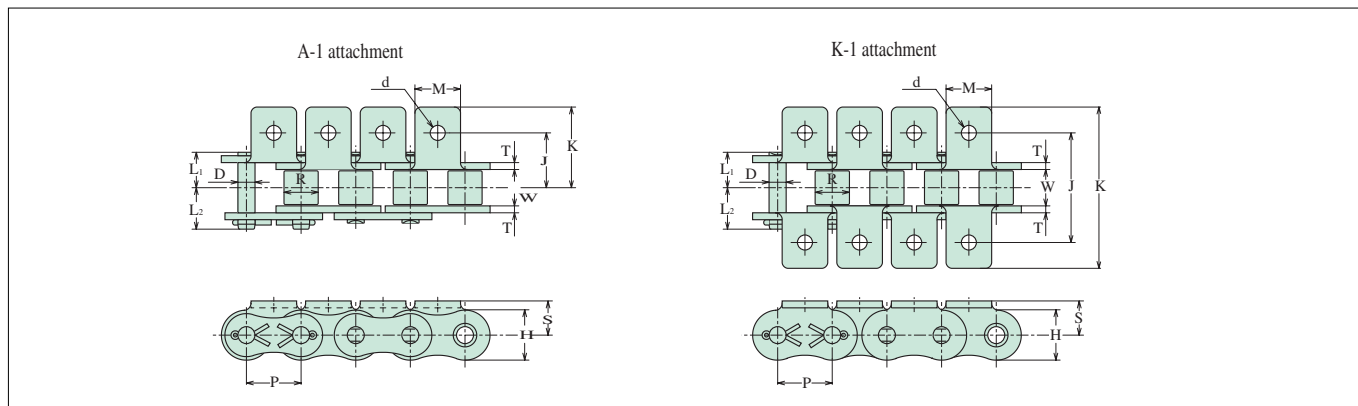 A-1 attachment
d
M
T
K
J
L1
D
R
L2
W
T
S
H
P
K-1 attachment
d
M
T
L1
D
R
W
J
K
L2
T
S
H
P